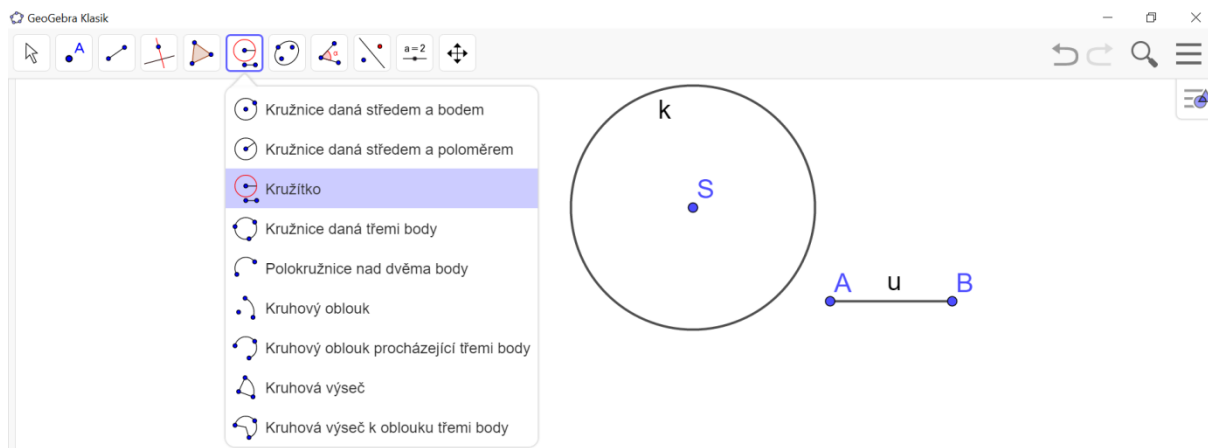 GeoGebra Klasik
A
α
a=2
Kružnice daná středem a bodem
Kružnice daná středem a poloměrem
Kružítko
Kružnice daná třemi body
Polokružnice nad dvěma body
Kruhový oblouk
Kruhový oblouk procházející třemi body
Kruhová výseč
Kruhová výseč k oblouku třemi body
k
S
A u B